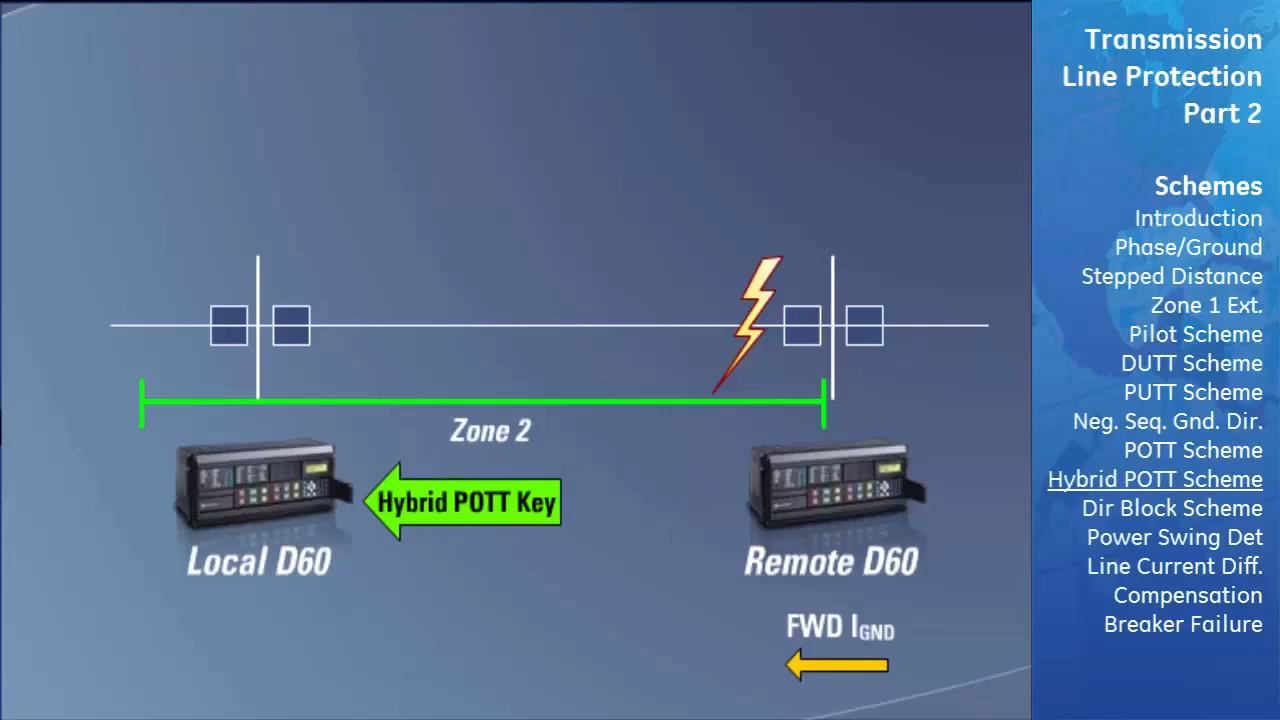 Transmission
Line Protection
Part 2
Schemes
Introduction
Phase/Ground
Stepped Distance
Zone 1 Ext.
Pilot Scheme
DUTT Scheme
PUTT Scheme
Neg. Seq. Gnd. Dir.
POTT Scheme
Hybrid POTT Scheme
Dir Block Scheme
Power Swing Det
Line Current Diff.
Compensation
Breaker Failure
Zone 2
Hybrid POTT Key
Local D60
Remote D60
FWD IGND